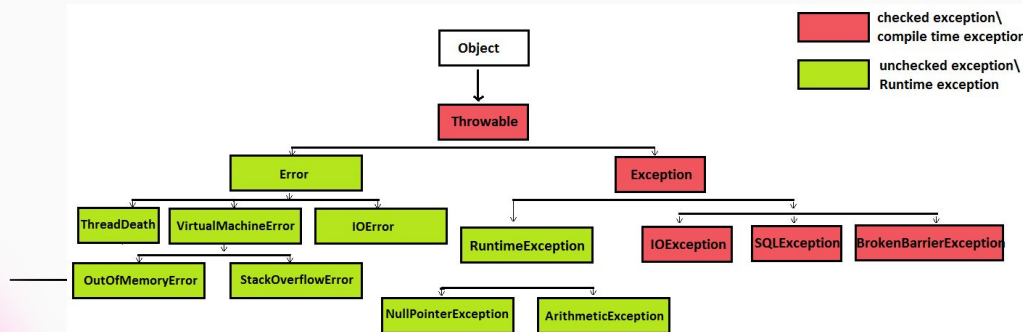 checked exception\
compile time exception
unchecked exception\
Runtime exception
Object
Throwable
Error
Exception
ThreadDeath
VirtualMachineError
IOError
RuntimeException
IOException
SQLException
BrokenBarrierException
OutOfMemoryError
StackOverflowError
NullPointerException
ArithmeticException